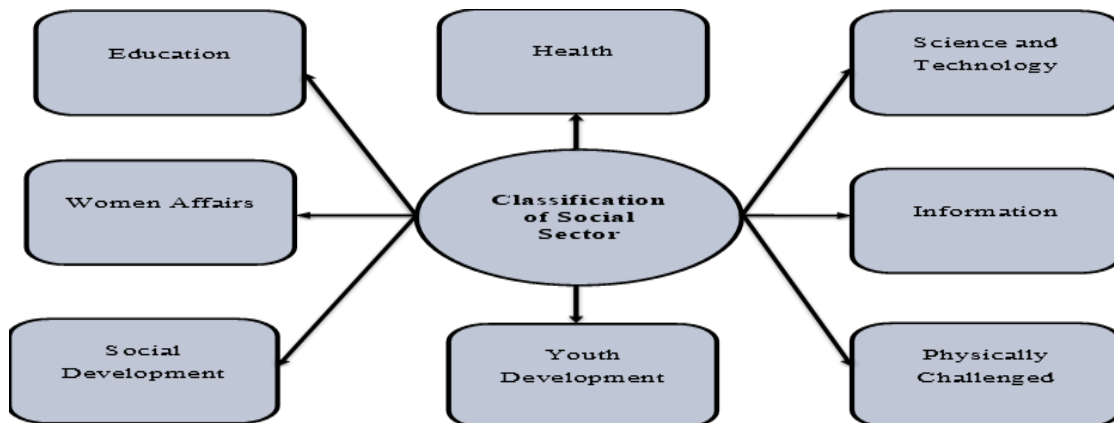 Education
Health
Science and
Technology
Women Affairs
Classification
of Social
Sector
Information
Social
Development
Youth
Development
Physically
Challenged